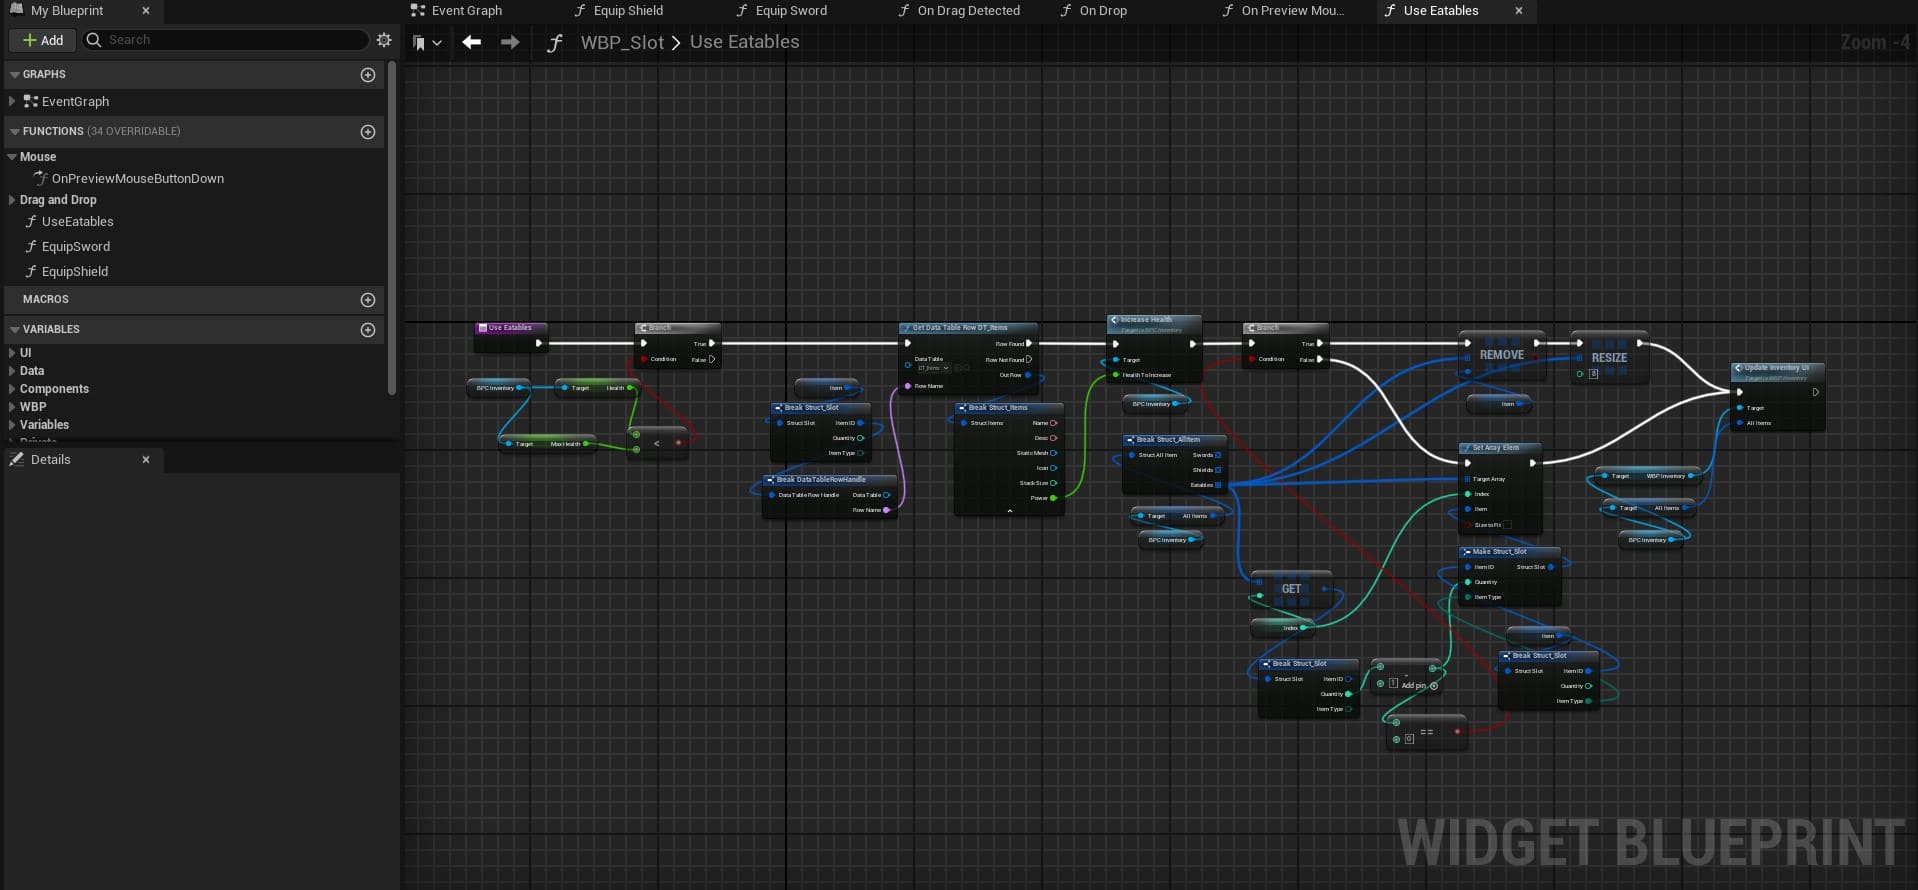 My Blueprint
Event Graph
Equip Shield
Equip Sword
On Drag Detected
On Drop
On Preview Mou...
Use Eatables
Add
Search
WBP_Slot > Use Eatables
Zoom -4
GRAPHS
EventGraph
FUNCTIONS (34 OVERRIDABLE)
Mouse
OnPreviewMouseButtonDown
Drag and Drop
UseEatables
EquipSword
EquipShield
MACROS
VARIABLES
UI
Data
Components
WBP
Variables
Details
Use Eatables
BPC Inventory
Target Health
Target Max Health
<
Branch
True
Condition False
Item
Break Struct_Slot
Struct Slot Item ID
Quantity
Item Type
Break DataTableRowHandle
Data Table Row Handle Data Table
Row Name
Get Data Table Row DT_Items
Row Found
Data Table Row Not Found
DT_Items
Out Row
Row Name
Break Struct_Items
Struct Items Name
Desc
Static Mesh
Icon
Stack Size
Power
Increase Health
Target is BPC Inventory
Target
Health To Increase
BPC Inventory
Break Struct_AllItem
Struct All Item Swords
Shields
Eatables
Target All Items
BPC Inventory
Branch
True
Condition False
GET
Index
Break Struct_Slot
Struct Slot Item ID
Quantity
Item Type
-
1 Add pin
0 ==
REMOVE
Item
RESIZE
8
Set Array Elem
Target Array
Index
Item
Size to Fit
Make Struct_Slot
Item ID Struct Slot
Quantity
Item Type
Item
Break Struct_Slot
Struct Slot Item ID
Quantity
Item Type
Update Inventory UI
Target is WBP Inventory
Target
All Items
Target WBP Inventory
Target All Items
BPC Inventory
WIDGET BLUEPRINT